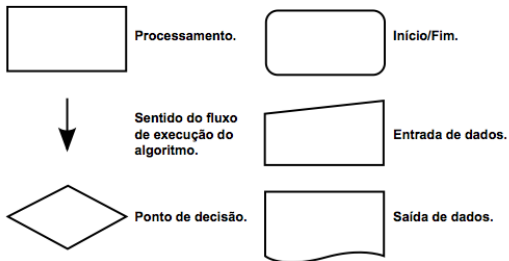 Processamento.
Início/Fim.
Sentido do fluxo
de execução do
algoritmo.
Entrada de dados.
Ponto de decisão.
Saída de dados.